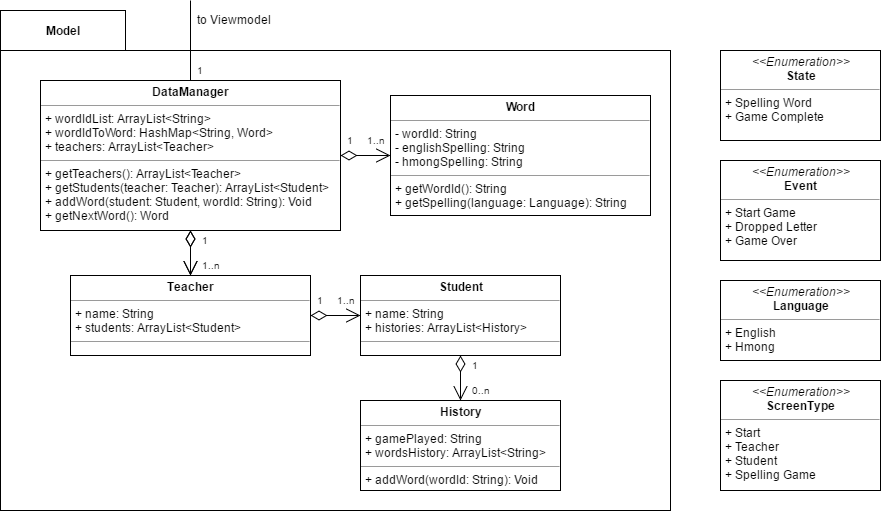 to Viewmodel
Model
1
DataManager
+ wordIdList: ArrayList<String>
+ wordIdToWord: HashMap<String, Word>
+ teachers: ArrayList<Teacher>
+ getTeachers(): ArrayList<Teacher>
+ getStudents(teacher: Teacher): ArrayList<Student>
+ addWord(student: Student, wordId: String): Void
+ getNextWord(): Word
1
1..n
Word
- wordId: String
- englishSpelling: String
- hmongSpelling: String
+ getWordId(): String
+ getSpelling(language: Language): String
1
1..n
Teacher
+ name: String
+ students: ArrayList<Student>
1
1..n
Student
+ name: String
+ histories: ArrayList<History>
1
0..n
History
+ gamePlayed: String
+ wordsHistory: ArrayList<String>
+ addWord(wordId: String): Void
<<Enumeration>>
State
+ Spelling Word
+ Game Complete
<<Enumeration>>
Event
+ Start Game
+ Dropped Letter
+ Game Over
<<Enumeration>>
Language
+ English
+ Hmong
<<Enumeration>>
ScreenType
+ Start
+ Teacher
+ Student
+ Spelling Game